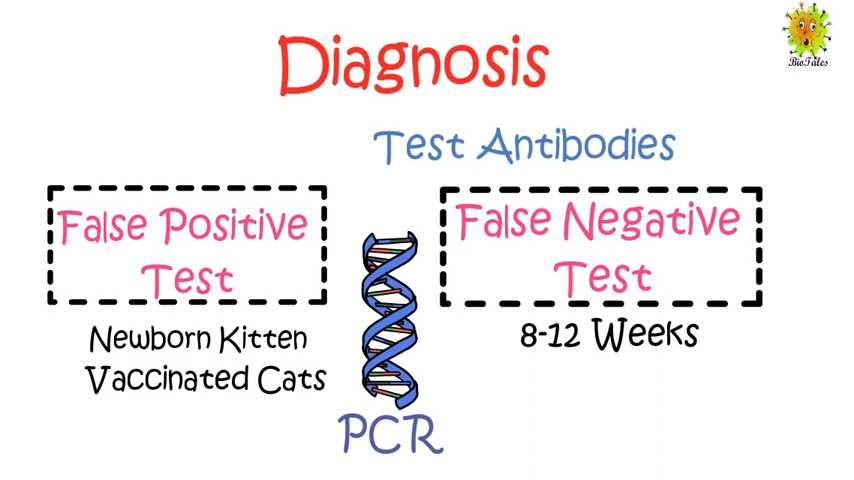 BioTales
Diagnosis
Test Antibodies
False Positive
Test
Newborn Kitten
Vaccinated Cats
PCR
False Negative
Test
8-12 Weeks